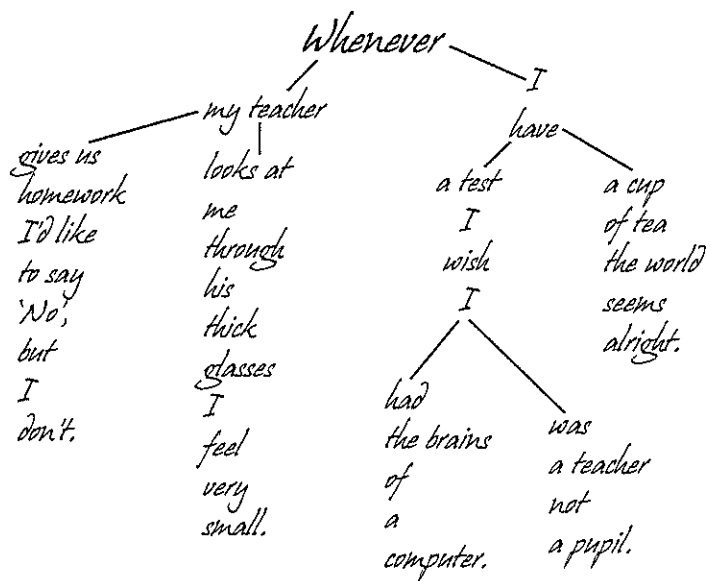 Whenever
my teacher
gives us
homework
I'd like
to say
'No',
but
I
don't.
looks at
me
through
his
thick
glasses
I
feel
very
small.
I
have
a test
I
wish
I
had
the brains
of
a
computer.
was
a teacher
not
a pupil.
a cup
of tea
the world
seems
alright.